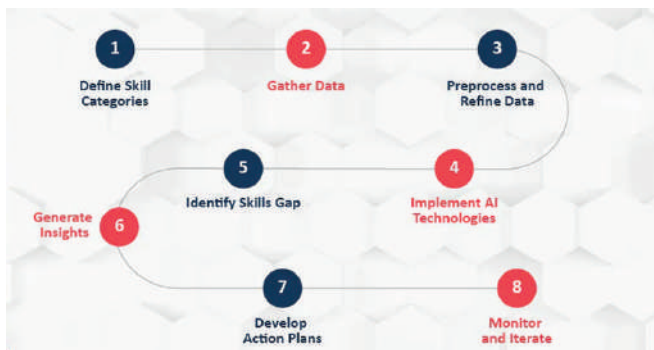 1
Define Skill
Categories
2
Gather Data
3
Preprocess and
Refine Data
4
Implement AI
Technologies
5
Identify Skills Gap
6
Generate
Insights
7
Develop
Action Plans
8
Monitor
and Iterate